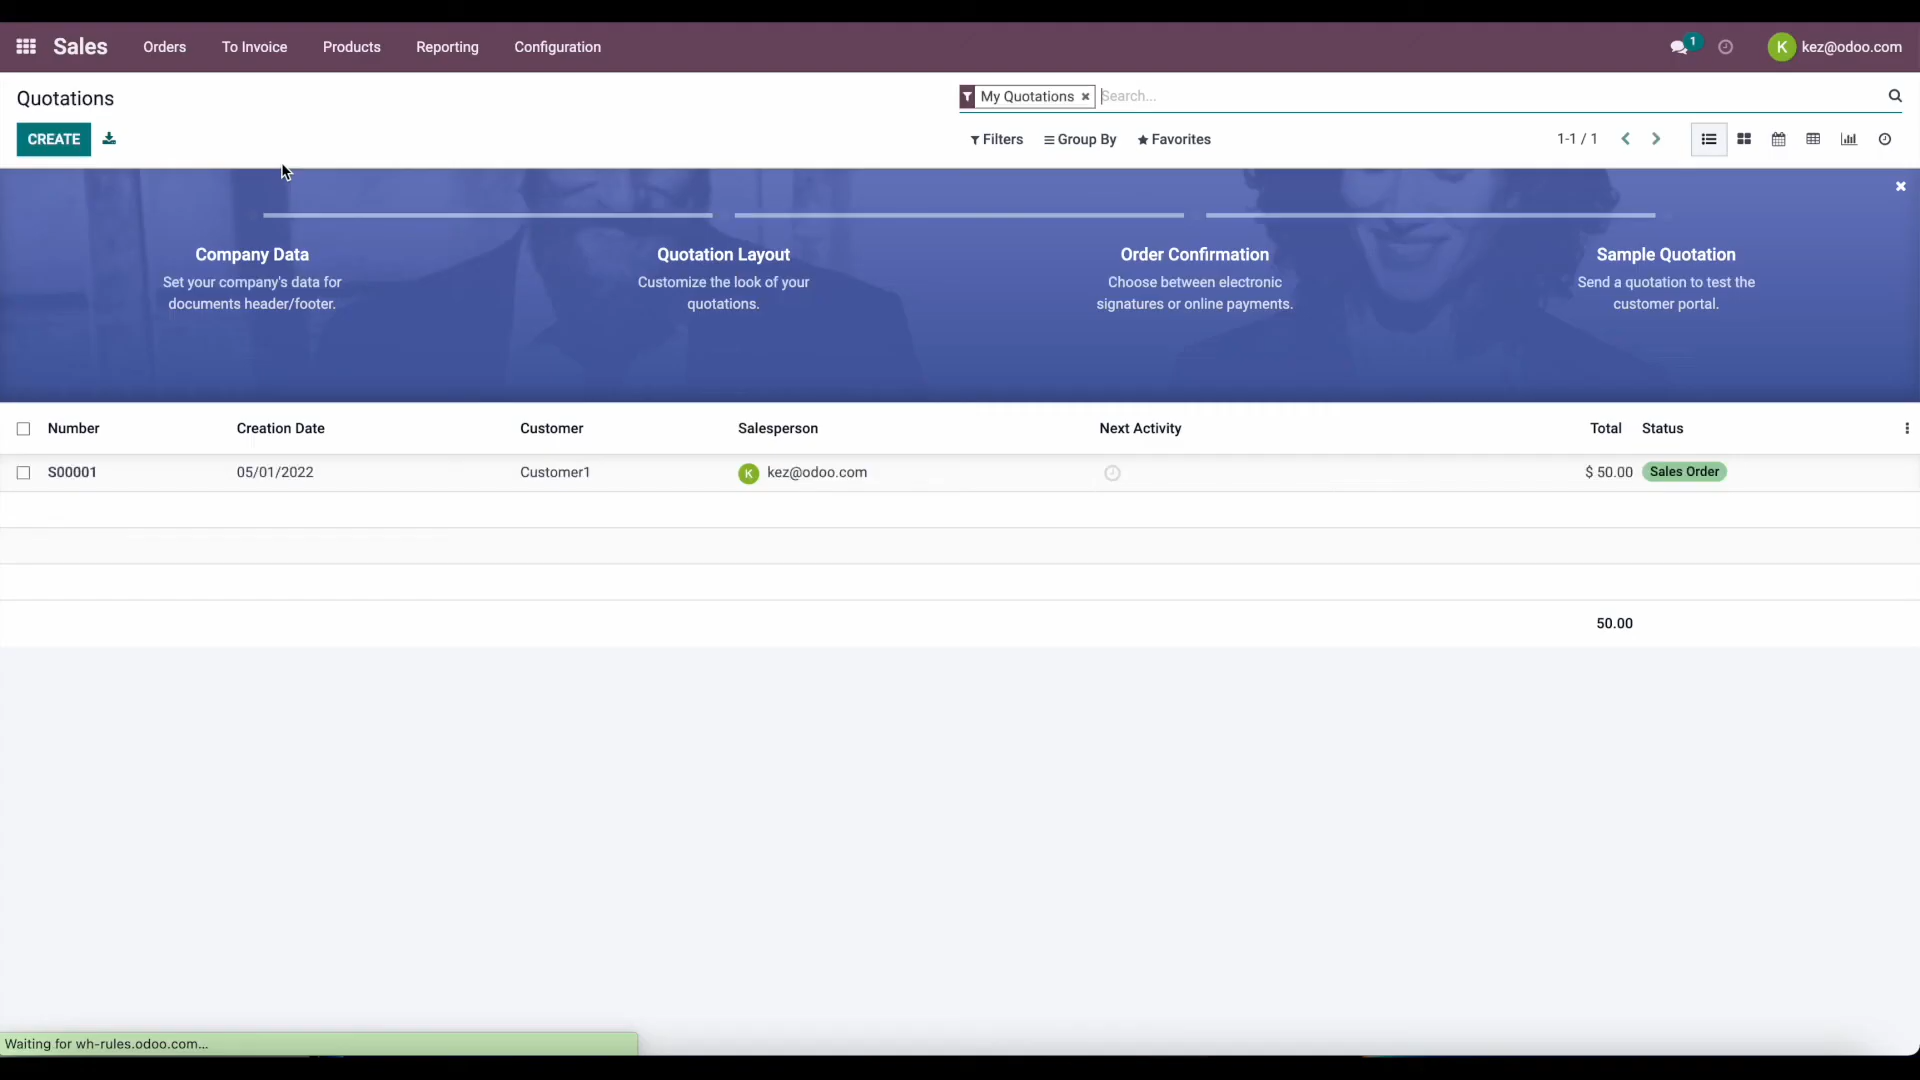 Sales Orders To Invoice Products Reporting Configuration 1 K kez@odoo.com
Quotations My Quotations Search...
CREATE Filters Group By Favorites 1-1 / 1
Company Data Quotation Layout Order Confirmation Sample Quotation
Set your company's data for Customize the look of your Choose between electronic Send a quotation to test the
documents header/footer. quotations. signatures or online payments. customer portal.
Number Creation Date Customer Salesperson Next Activity Total Status
S00001 05/01/2022 Customer1 K kez@odoo.com $ 50.00 Sales Order
50.00
Waiting for wh-rules.odoo.com...